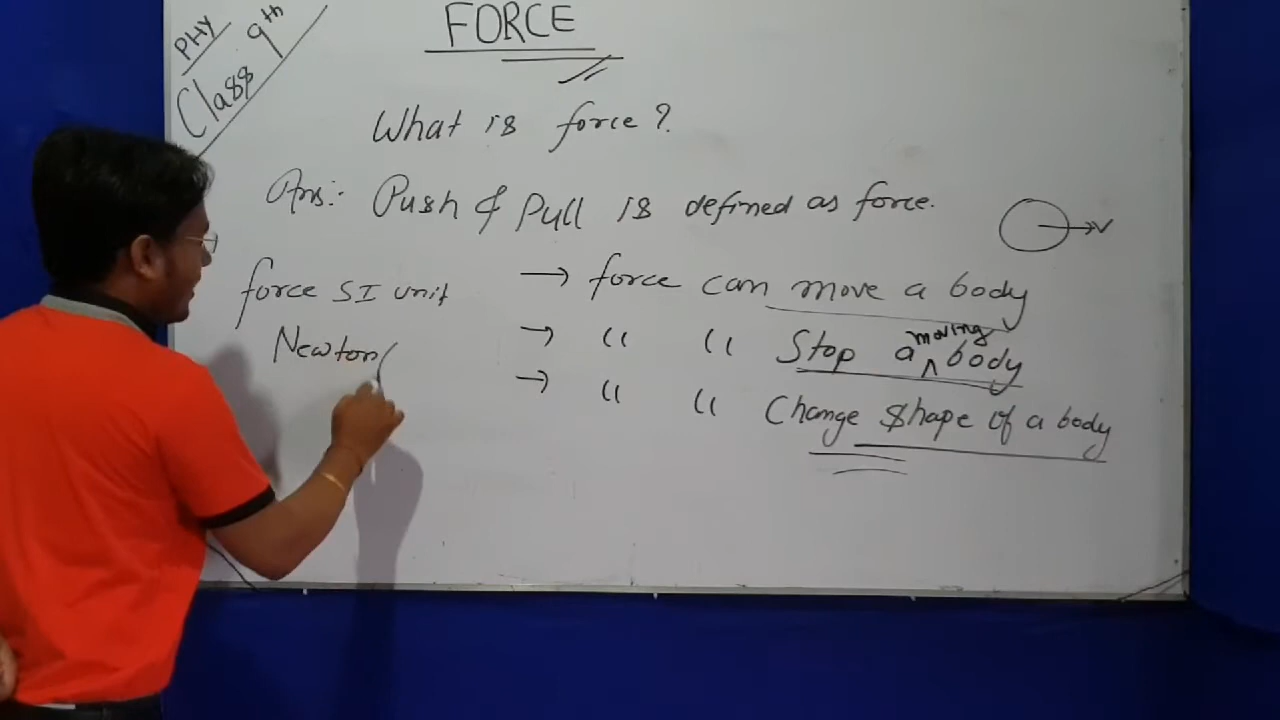 PHY
Class 9th
FORCE
What is force?
Ans:- Push & Pull is defined as force.
V
force SI unit
Newton(
→ force can move a body
→ " " Stop a moving body
→ " " Change Shape of a body